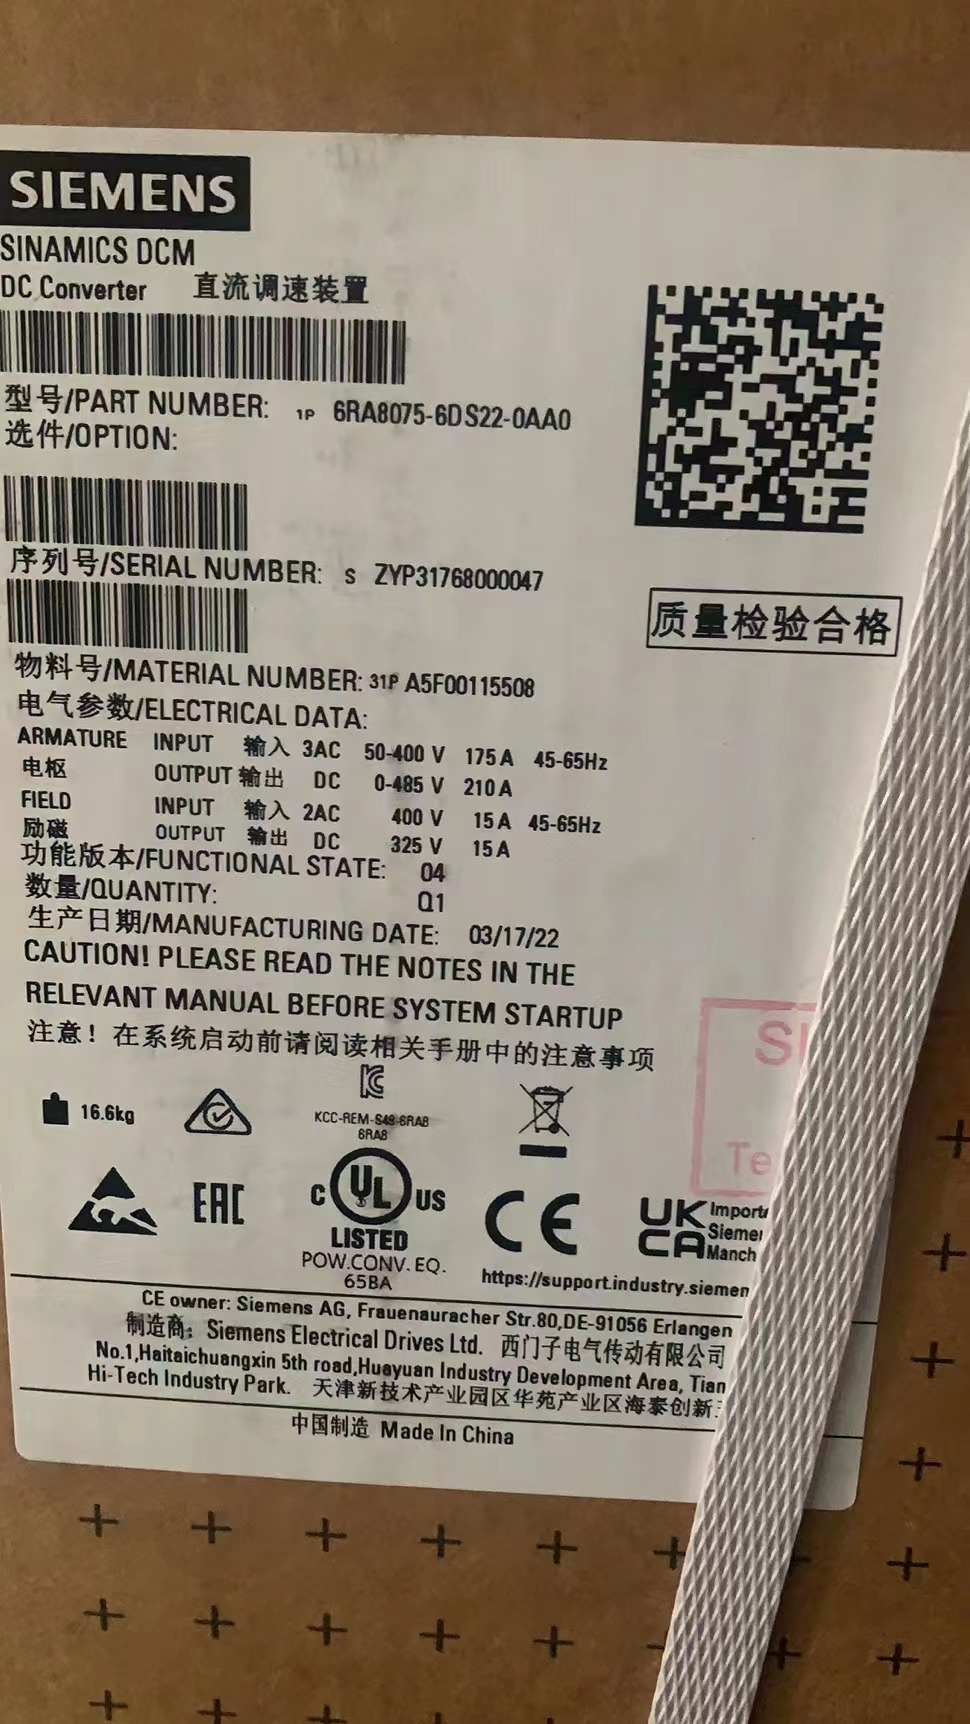 SIEMENS
SINAMICS DCM
DC Converter 直流调速装置
型号/PART NUMBER: 1P 6RA8075-6DS22-0AA0
选件/OPTION:
序列号/SERIAL NUMBER: S ZYP31768000047
质量检验合格
物料号/MATERIAL NUMBER: 31P A5F00115508
电气参数/ELECTRICAL DATA:
ARMATURE INPUT 输入 3AC 50-400 V 175 A 45-65Hz
电枢 OUTPUT 输出 DC 0-485 V 210 A
FIELD INPUT 输入 2AC 400 V 15 A 45-65Hz
励磁 OUTPUT 输出 DC 325 V 15 A
功能版本/FUNCTIONAL STATE: 04
数量/QUANTITY: Q1
生产日期/MANUFACTURING DATE: 03/17/22
CAUTION! PLEASE READ THE NOTES IN THE
RELEVANT MANUAL BEFORE SYSTEM STARTUP
注意！在系统启动前请阅读相关手册中的注意事项
16.6kg
KCC-REM-S49-6RA8
6RA8
EAC
C UL US
LISTED
POW.CONV. EQ.
65BA
CE
UK
CA
Siemens
https://support.industry.siemen
CE owner: Siemens AG, Frauenauracher Str.80,DE-91056 Erlangen
制造商: Siemens Electrical Drives Ltd. 西门子电气传动有限公司
No.1,Haitaichuangxin 5th road,Huayuan Industry Development Area, Tian
Hi-Tech Industry Park. 天津新技术产业园区华苑产业区海泰创新
中国制造 Made In China